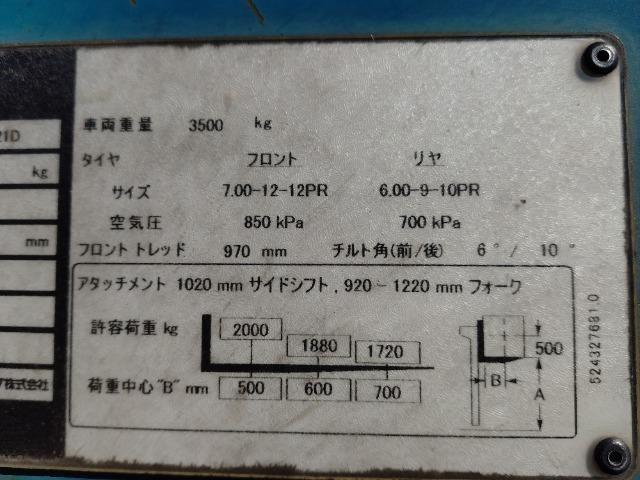 車両重量 3500 kg
タイヤ フロント リヤ
サイズ 7.00-12-12PR 6.00-9-10PR
空気圧 850 kPa 700 kPa
フロント トレッド 970 mm チルト角(前/後) 6°/ 10°
アタッチメント 1020 mm サイドシフト , 920 - 1220 mm フォーク
許容荷重 kg 2000 1880 1720
荷重中心 "B" mm 500 600 700
500
B A
524327681.0
21D
kg
mm
株式会社